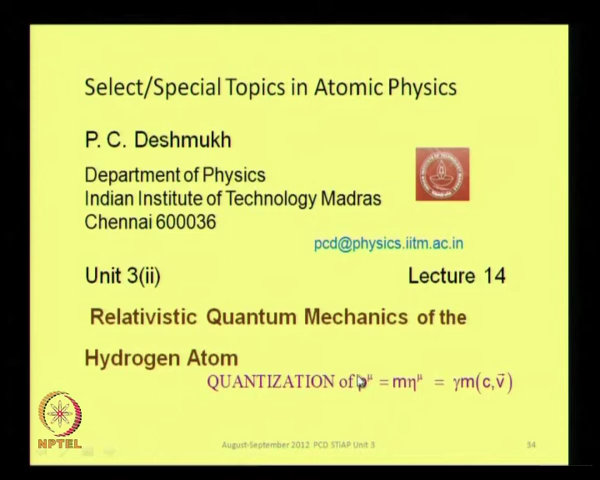 Select/Special Topics in Atomic Physics
P. C. Deshmukh
Department of Physics
Indian Institute of Technology Madras
Chennai 600036
pcd@physics.iitm.ac.in
Unit 3(ii) Lecture 14
Relativistic Quantum Mechanics of the
Hydrogen Atom
QUANTIZATION of p^μ = mη^μ = γm(c,v⃗)
NPTEL
August-September 2012 PCD STiAP Unit 3 34